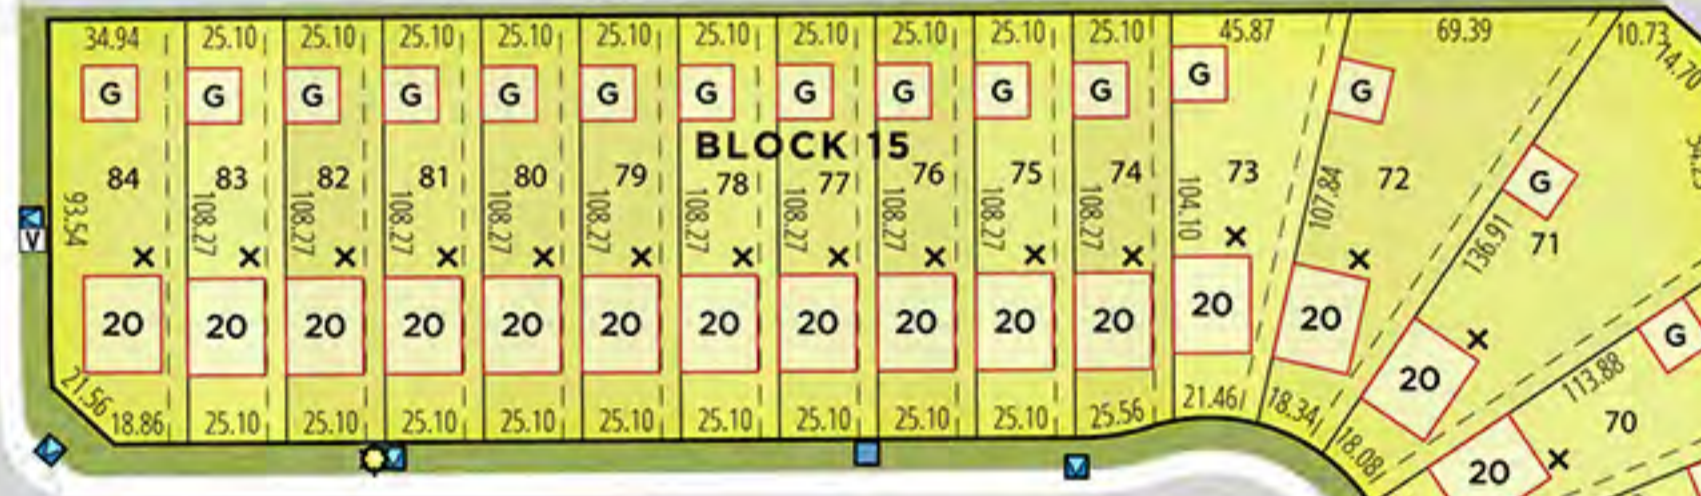 34.94 25.10 25.10 25.10 25.10 25.10 25.10 25.10 25.10 25.10 25.10 45.87 69.39 10.73 14.70
G G G G G G G G G G G G G G G
BLOCK 15
84 83 82 81 80 79 78 77 76 75 74 73 72 71 70
93.54 108.27 108.27 108.27 108.27 108.27 108.27 108.27 108.27 108.27 108.27 104.10 107.84 136.91 113.88
X X X X X X X X X X X X X X X
V
20 20 20 20 20 20 20 20 20 20 20 20 20 20 20
21.56 18.86 25.10 25.10 25.10 25.10 25.10 25.10 25.10 25.10 25.10 25.56 21.46 18.34 18.08